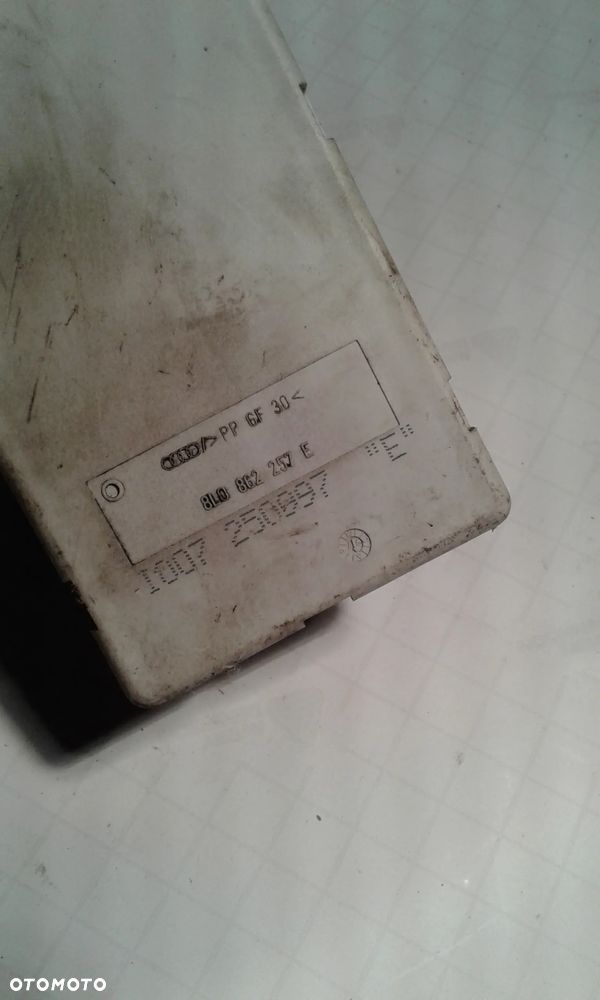 >PP GF 30<
8L0 862 257 E
1007 250897 "E"
OTOMOTO